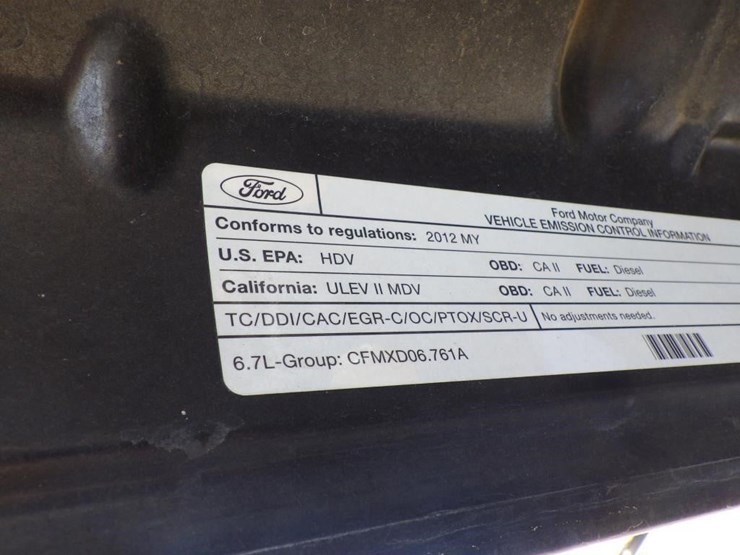 Ford
Ford Motor Company
VEHICLE EMISSION CONTROL INFORMATION
Conforms to regulations: 2012 MY
U.S. EPA: HDV OBD: CA II FUEL: Diesel
California: ULEV II MDV OBD: CA II FUEL: Diesel
TC/DDI/CAC/EGR-C/OC/PTOX/SCR-U No adjustments needed.
6.7L-Group: CFMXD06.761A